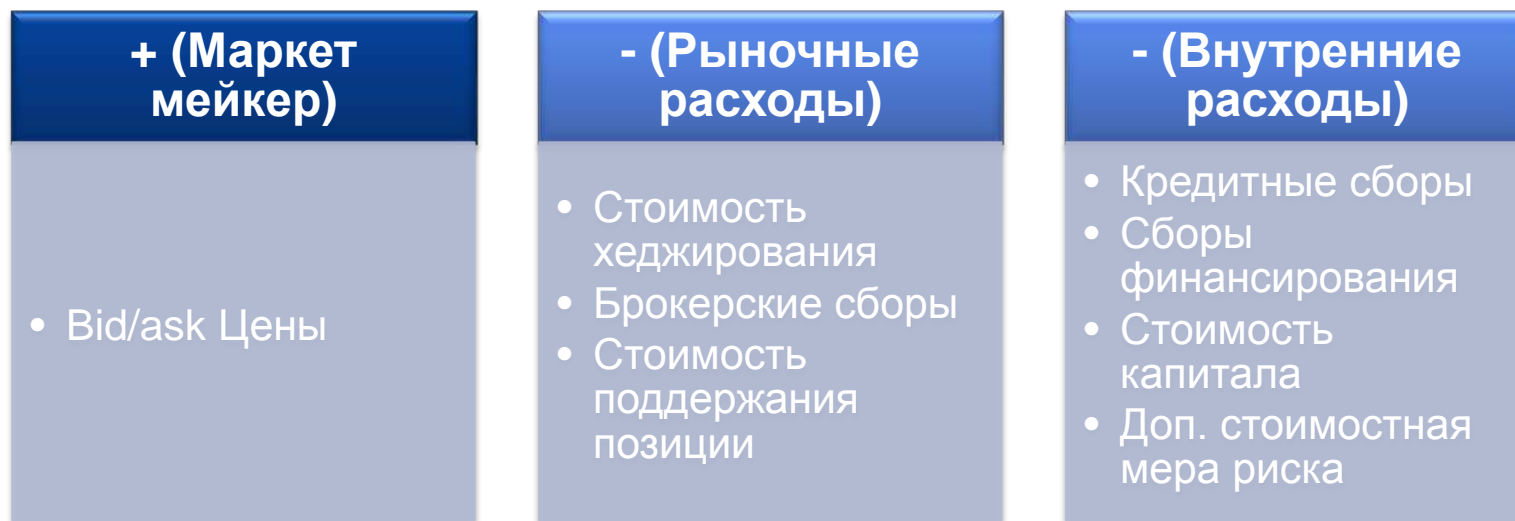 + (Маркет
мейкер)
• Bid/ask Цены
- (Рыночные
расходы)
• Стоимость
хеджирования
• Брокерские сборы
• Стоимость
поддержания
позиции
- (Внутренние
расходы)
• Кредитные сборы
• Сборы
финансирования
• Стоимость
капитала
• Доп. стоимостная
мера риска